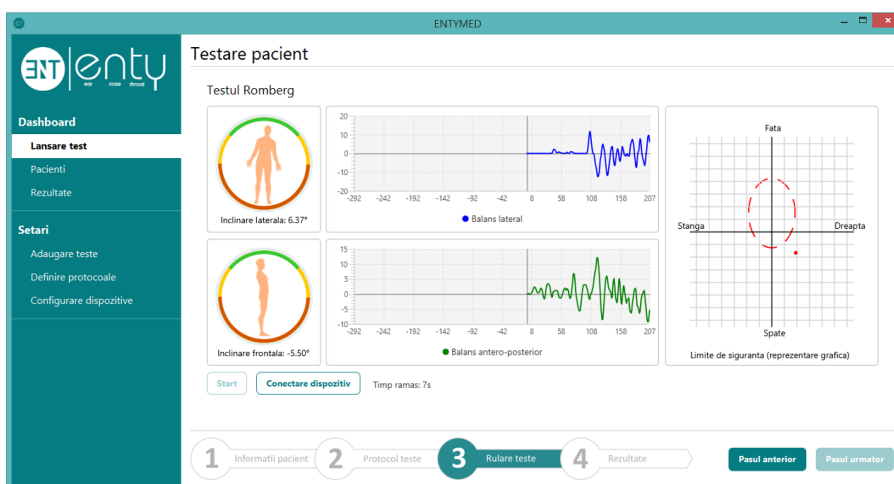 ENTYMED
ENT enty
ear nose throat
Dashboard
Lansare test
Pacienti
Rezultate
Setari
Adaugare teste
Definire protocoale
Configurare dispozitive
Testare pacient
Testul Romberg
Inclinare laterala: 6.37°
20
10
0
-10
-20
-292 -242 -192 -142 -92 -42 8 58 108 158 207
Balans lateral
Inclinare frontala: -5.50°
15
10
5
0
-5
-10
-292 -242 -192 -142 -92 -42 8 58 108 158 207
Balans antero-posterior
Fata
Stanga
Dreapta
Spate
Limite de siguranta (reprezentare grafica)
Start
Conectare dispozitiv
Timp ramas: 7s
1 Informatii pacient
2 Protocol teste
3 Rulare teste
4 Rezultate
Pasul anterior
Pasul urmator